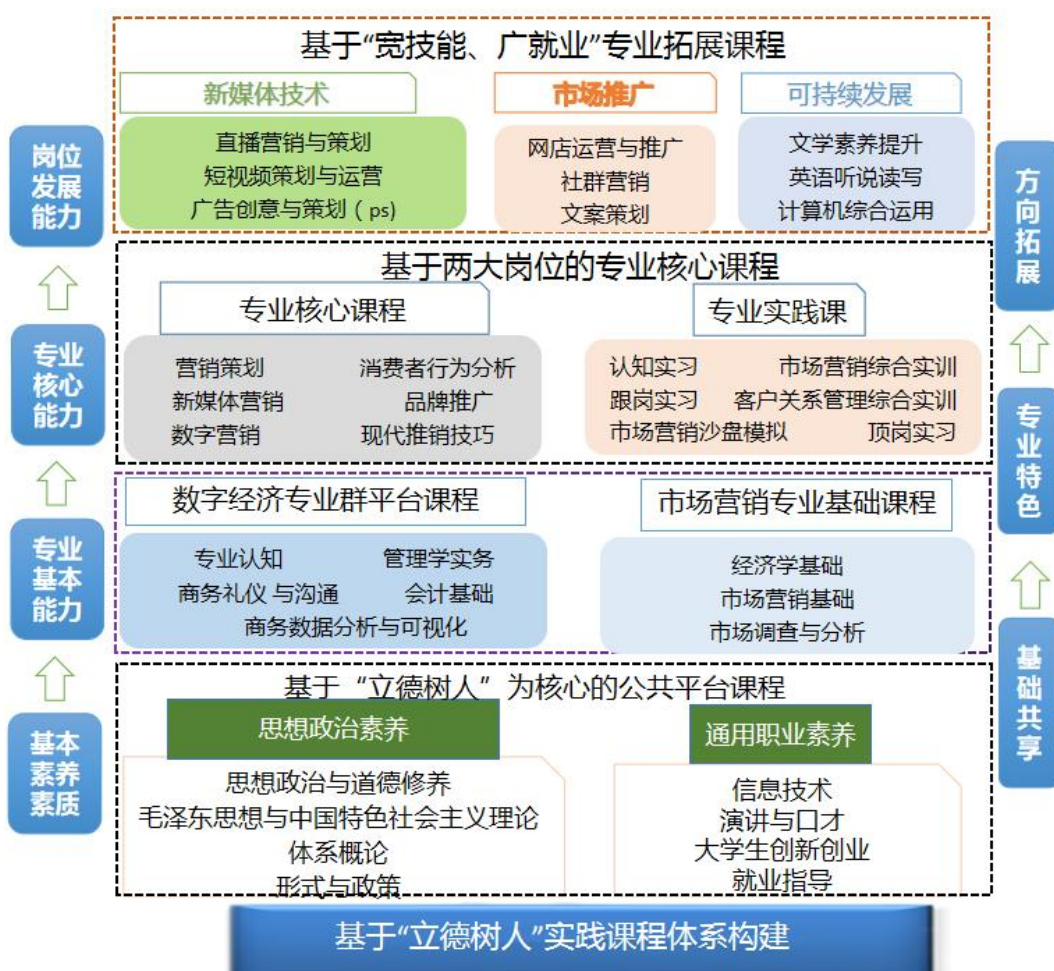 基于“宽技能、广就业”专业拓展课程
新媒体技术
直播营销与策划
短视频策划与运营
广告创意与策划（ps)
市场推广
网店运营与推广
社群营销
文案策划
可持续发展
文学素养提升
英语听说读写
计算机综合运用
基于两大岗位的专业核心课程
专业核心课程
营销策划 消费者行为分析
新媒体营销 品牌推广
数字营销 现代推销技巧
专业实践课
认知实习 市场营销综合实训
跟岗实习 客户关系管理综合实训
市场营销沙盘模拟 顶岗实习
数字经济专业群平台课程
专业认知 管理学实务
商务礼仪 与沟通 会计基础
商务数据分析与可视化
市场营销专业基础课程
经济学基础
市场营销基础
市场调查与分析
基于“立德树人”为核心的公共平台课程
思想政治素养
思想政治与道德修养
毛泽东思想与中国特色社会主义理论
体系概论
形式与政策
通用职业素养
信息技术
演讲与口才
大学生创新创业
就业指导
基于“立德树人”实践课程体系构建
岗位
发展
能力
专业
核心
能力
专业
基本
能力
基本
素养
素质
方向拓展
专业特色
基础共享